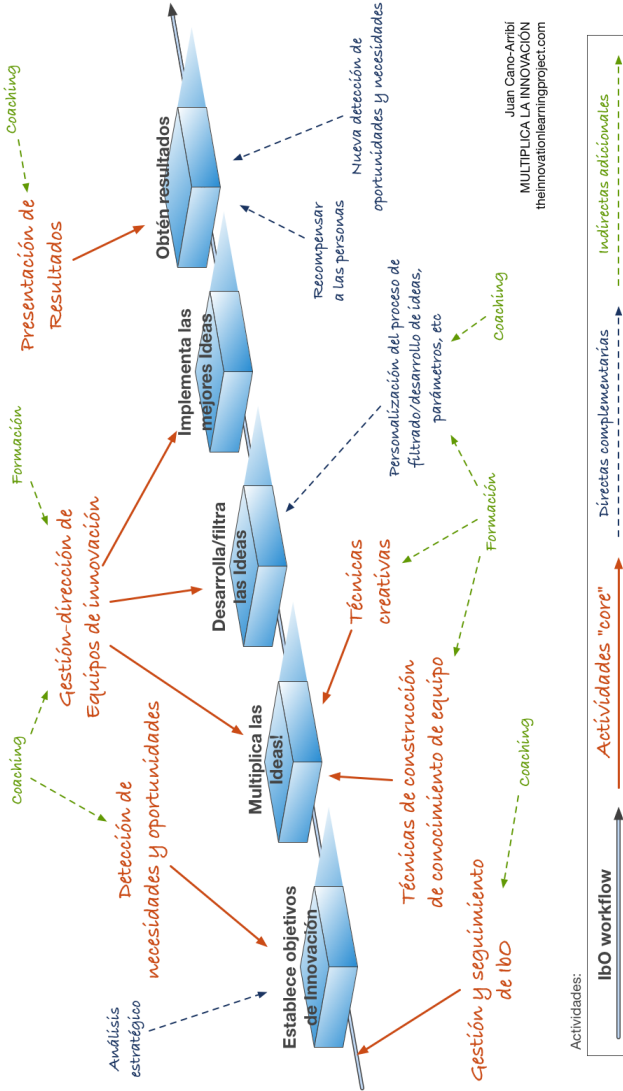 Coaching
Formación
Coaching
Presentación de
Resultados
Gestión-dirección de
Equipos de innovación
Detección de
necesidades y oportunidades
Análisis
estratégico
Establece objetivos
de Innovación
Multiplica las
Ideas!
Desarrolla/filtra
las Ideas
Implementa las
mejores Ideas
Obtén resultados
Gestión y seguimiento
de IbO
Técnicas de construcción
de conocimiento de equipo
Técnicas
creativas
Coaching
Formación
Personalización del proceso de
filtrado/desarrollo de ideas,
parámetros, etc
Coaching
Recompensar
a las personas
Nueva detección de
oportunidades y necesidades
Juan Cano-Arribí
MULTIPLICA LA INNOVACIÓN
theinnovationlearningproject.com
Actividades:
IbO workflow
Actividades "core"
Directas complementarias
Indirectas adicionales